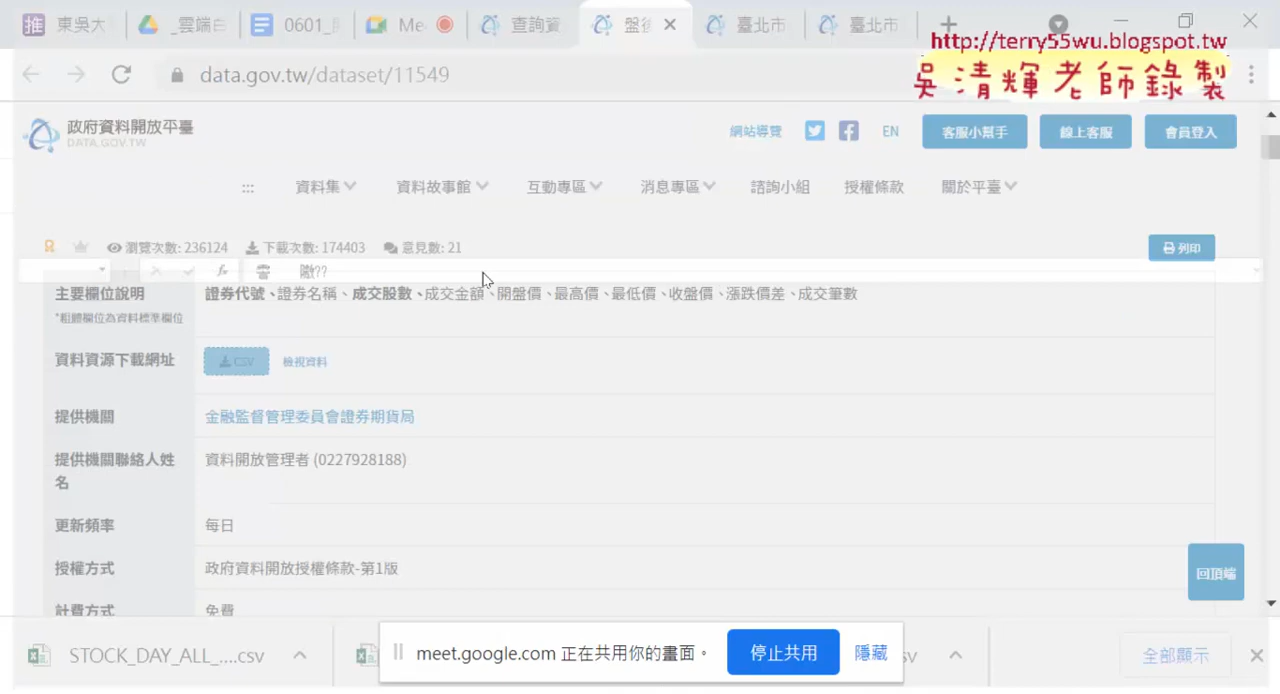 推 東吳大
_雲端白
0601_
Me
查詢資
盤後
臺北市
臺北市
http://terry55wu.blogspot.tw
data.gov.tw/dataset/11549
吳清輝老師錄製
政府資料開放平臺
DATA.GOV.TW
網站導覽
EN
客服小幫手
線上客服
會員登入
:::
資料集
資料故事館
互動專區
消息專區
諮詢小組
授權條款
關於平臺
瀏覽次數: 236124
下載次數: 174403
意見數: 21
列印
fx
主要欄位說明
*粗體欄位為資料標準欄位
證券代號、證券名稱、成交股數、成交金額、開盤價、最高價、最低價、收盤價、漲跌價差、成交筆數
資料資源下載網址
CSV
檢視資料
提供機關
金融監督管理委員會證券期貨局
提供機關聯絡人姓名
資料開放管理者 (0227928188)
更新頻率
每日
授權方式
政府資料開放授權條款-第1版
計費方式
免費
回頂端
STOCK_DAY_ALL_....csv
meet.google.com 正在共用你的畫面。
停止共用
隱藏
sv
全部顯示